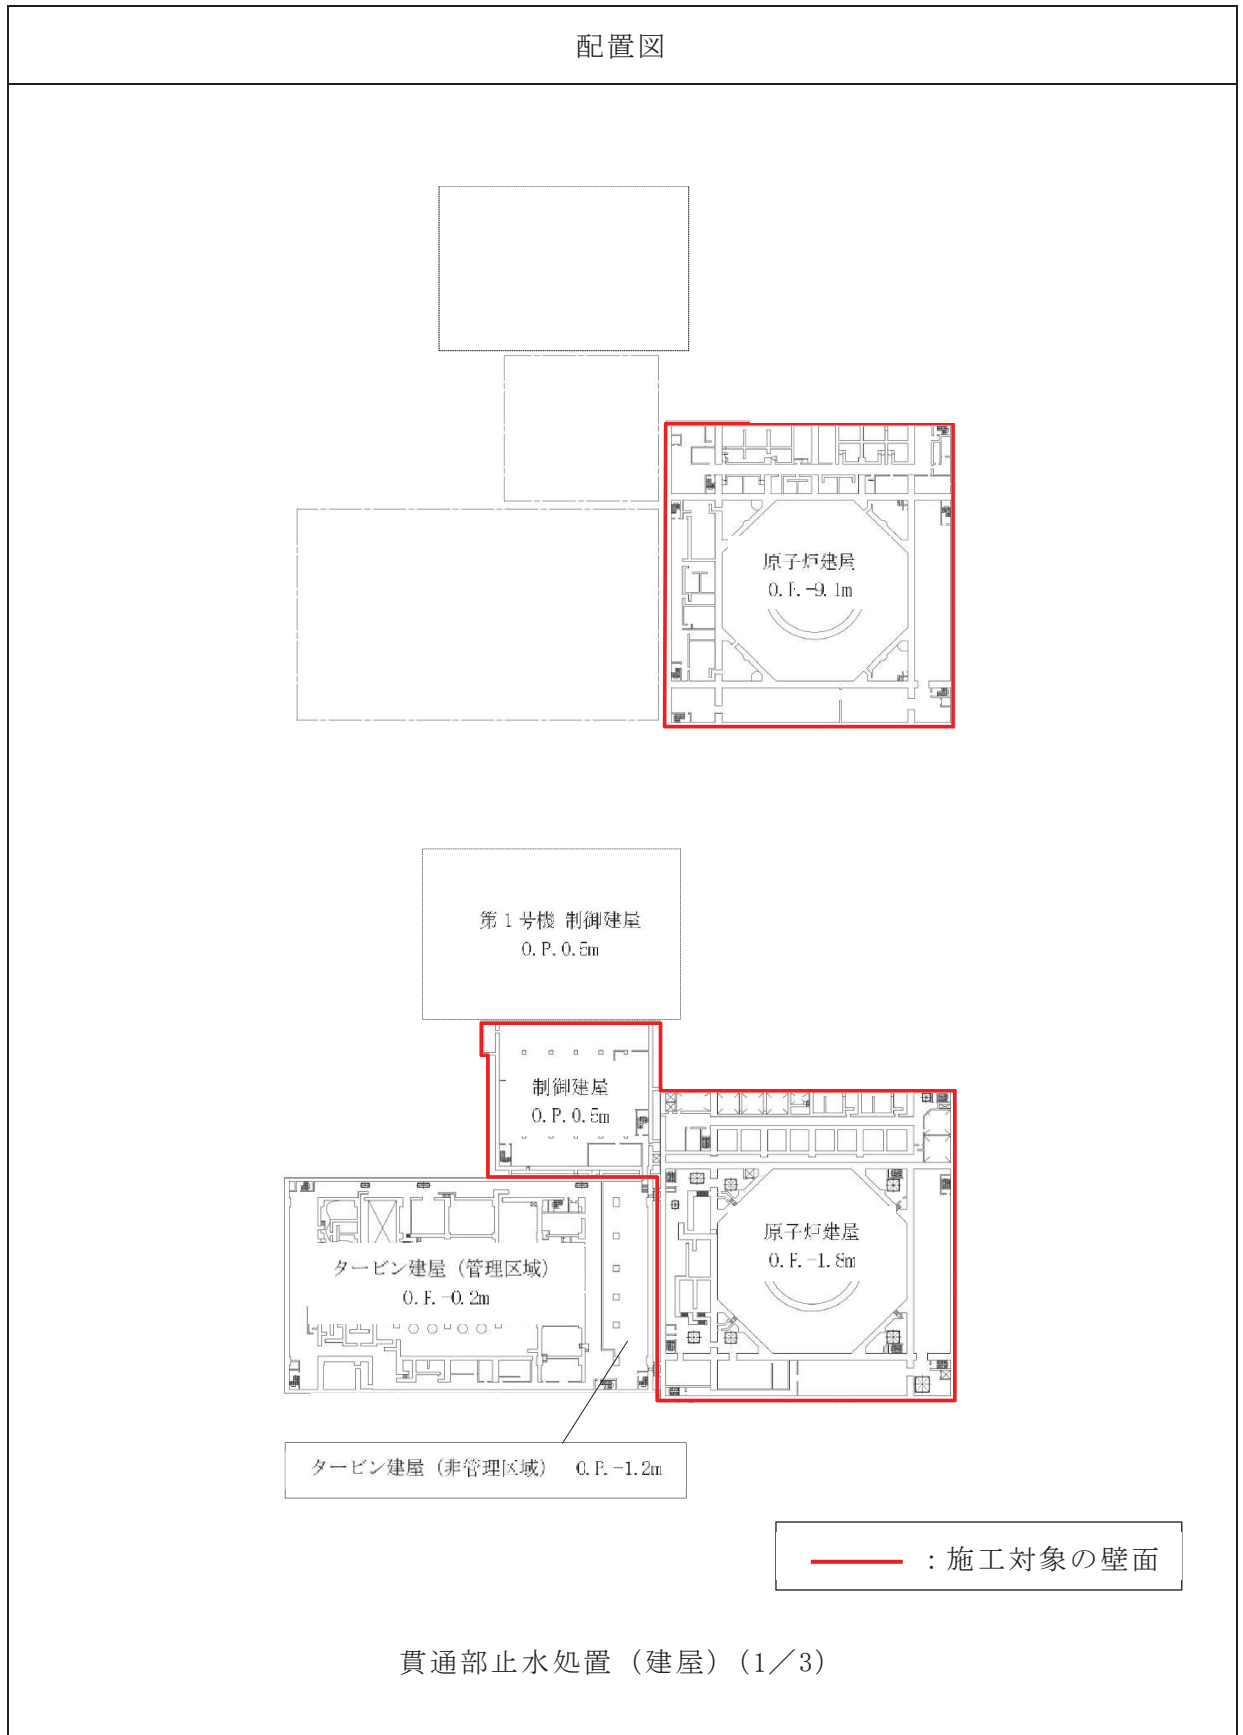 配置図
原子炉建屋
O.P.-9.1m
第1号機 制御建屋
O.P.0.5m
制御建屋
O.P.0.5m
原子炉建屋
O.P.-1.8m
タービン建屋（管理区域）
O.P.-0.2m
タービン建屋（非管理区域） O.P.-1.2m
：施工対象の壁面
貫通部止水処置（建屋）(1／3)